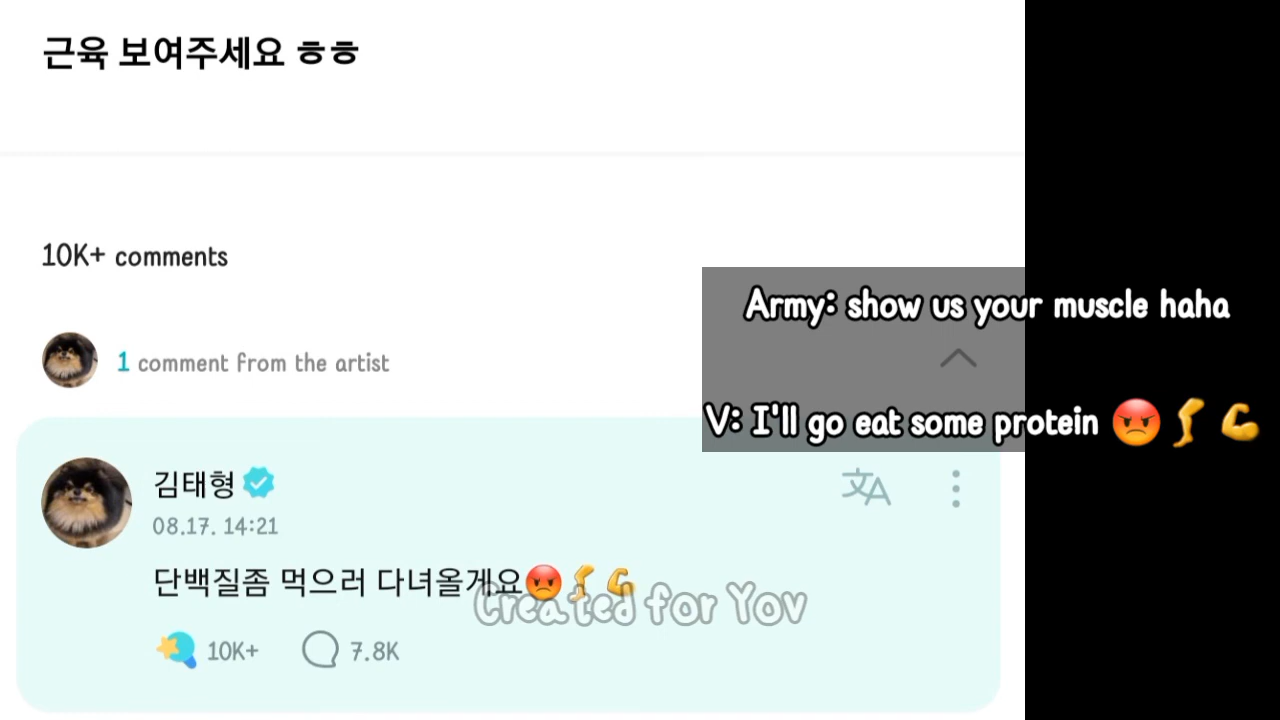 근육 보여주세요 ㅎㅎ
10K+ comments
1 comment from the artist
Army: show us your muscle haha
V: I'll go eat some protein 😡🦵💪
김태형
08.17. 14:21
단백질좀 먹으러 다녀올게요😡🦵💪
Created for You
10K+ 7.8K